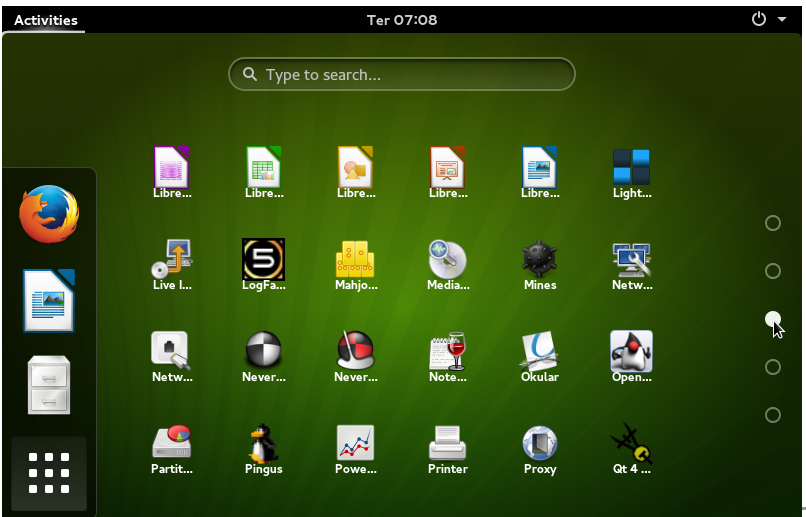 Activities
Ter 07:08
Type to search...
Libre... Libre... Libre... Libre... Libre... Light...
Live I... LogFa... Mahjo... Media... Mines Netw...
5
Netw... Never... Never... Note... Okular Open...
Partit... Pingus Powe... Printer Proxy Qt 4 ...